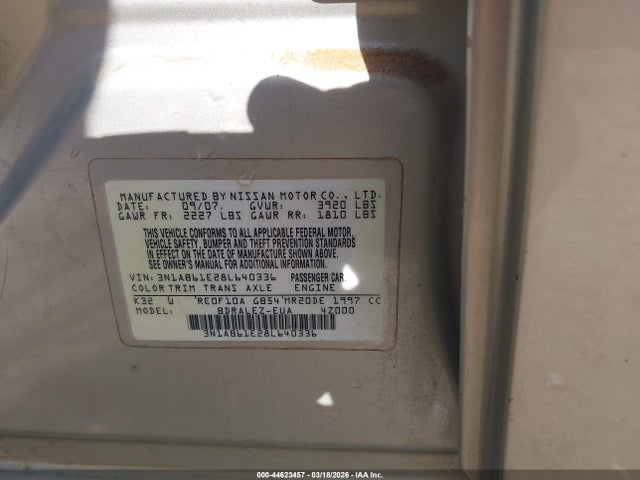 MANUFACTURED BY NISSAN MOTOR CO., LTD.
DATE: 09/07. GVWR: 3920 LBS
GAWR FR: 2227 LBS GAWR RR: 1810 LBS
THIS VEHICLE CONFORMS TO ALL APPLICABLE FEDERAL MOTOR
VEHICLE SAFETY, BUMPER AND THEFT PREVENTION STANDARDS
IN EFFECT ON THE DATE OF MANUFACTURE SHOWN ABOVE.
SEE OWNER'S MANUAL FOR ADDITIONAL INFORMATION.
VIN: 3N1AB61E28L640336 PASSENGER CAR.
COLOR TRIM TRANS AXLE ENGINE
K32 W RE0F10A GB54 MR20DE 1997 CC
MODEL: BDRALEZ-EUA 4Z000
3N1AB61E28L640336
000-44623457 | 03/18/2026 | IAA Inc.